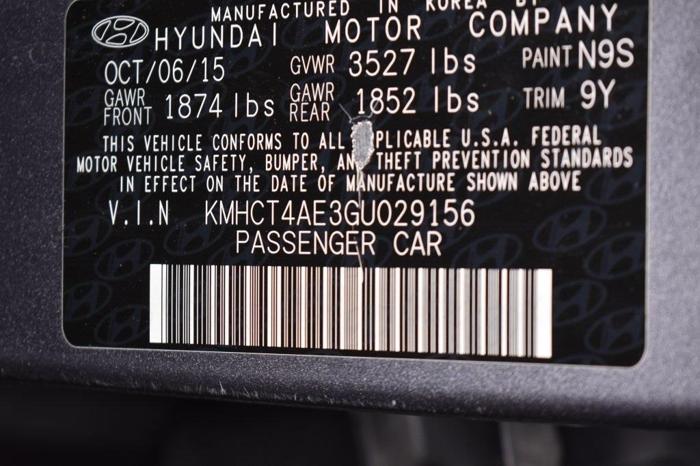 MANUFACTURED IN KOREA BY
HYUNDAI MOTOR COMPANY
OCT/06/15 GVWR 3527 lbs PAINT N9S
GAWR FRONT 1874 lbs GAWR REAR 1852 lbs TRIM 9Y
THIS VEHICLE CONFORMS TO ALL APPLICABLE U.S.A. FEDERAL
MOTOR VEHICLE SAFETY, BUMPER, AND THEFT PREVENTION STANDARDS
IN EFFECT ON THE DATE OF MANUFACTURE SHOWN ABOVE
V.I.N KMHCT4AE3GU029156
PASSENGER CAR